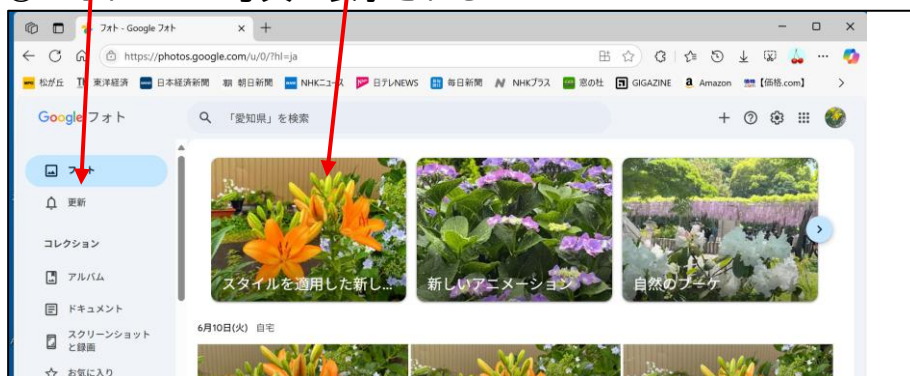 フォト - Google フォト
https://photos.google.com/u/0/?hl=ja
松が丘 東洋経済 日本経済新聞 朝日新聞 NHKニュース 日テレNEWS 毎日新聞 NHKプラス 窓の杜 GIGAZINE Amazon 【価格.com】
Google フォト
「愛知県」を検索
フォト
更新
コレクション
アルバム
ドキュメント
スクリーンショット
と録画
お気に入り
スタイルを適用した新し...
新しいアニメーション
自然のブーケ
6月10日(火) 自宅